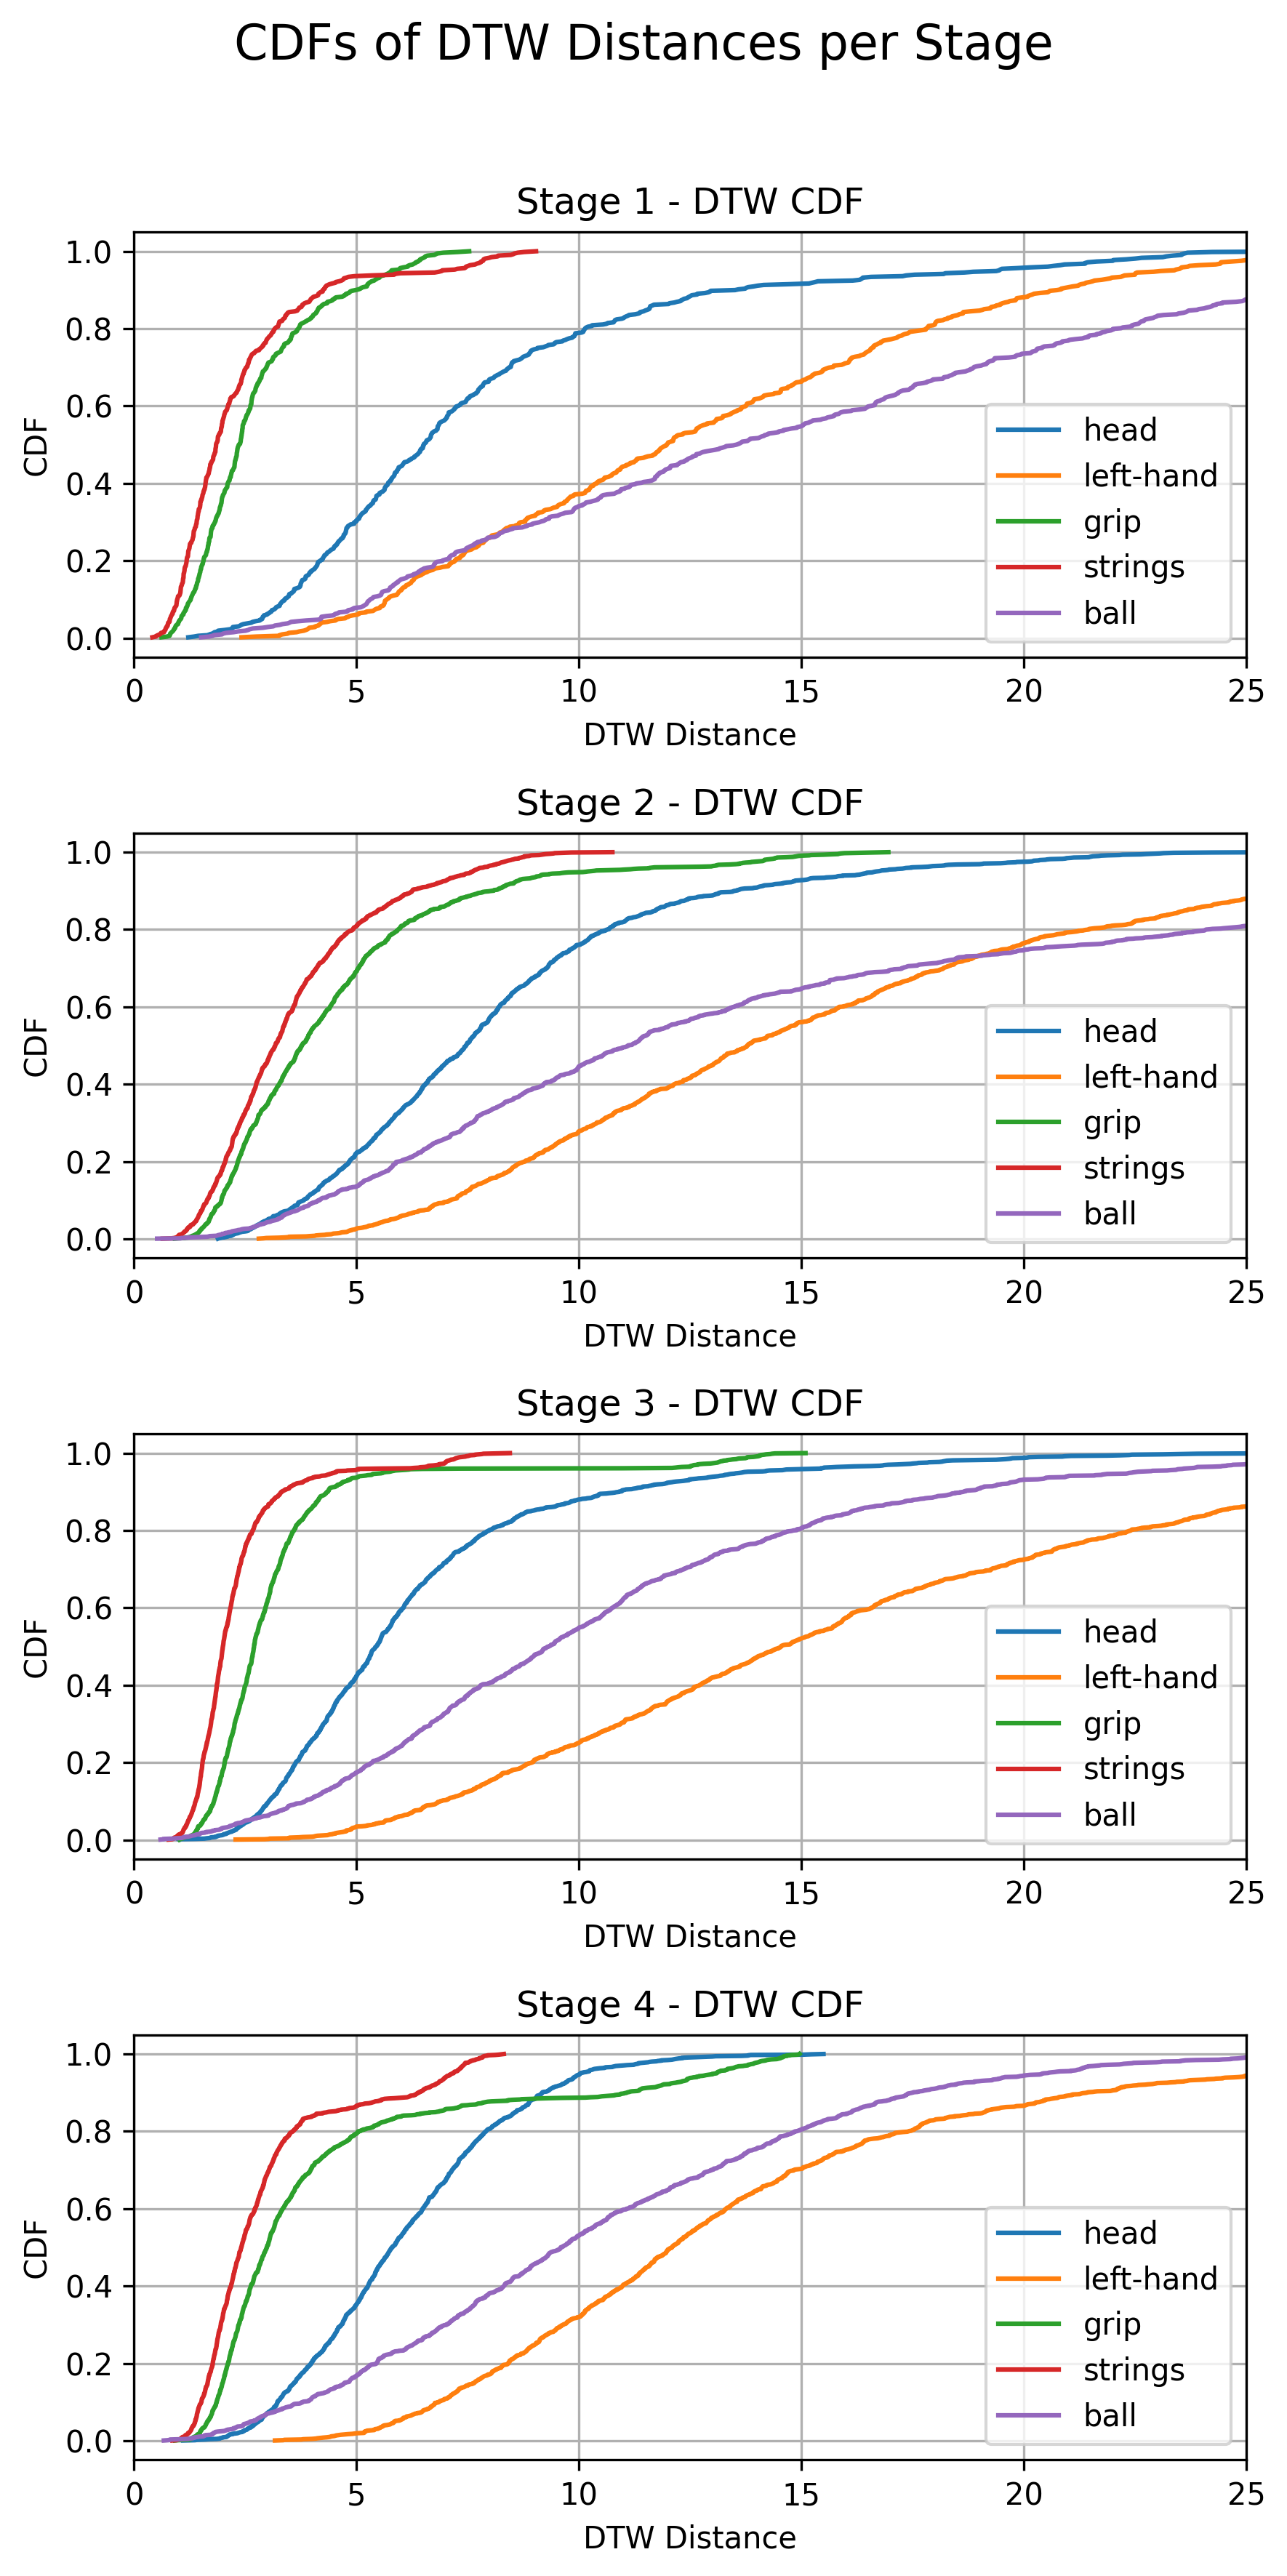 CDFs of DTW Distances per Stage
Stage 1 - DTW CDF
1.0
0.8
0.6
0.4
0.2
0.0
CDF
head
left-hand
grip
strings
ball
0 5 10 15 20 25
DTW Distance
Stage 2 - DTW CDF
1.0
0.8
0.6
0.4
0.2
0.0
CDF
head
left-hand
grip
strings
ball
0 5 10 15 20 25
DTW Distance
Stage 3 - DTW CDF
1.0
0.8
0.6
0.4
0.2
0.0
CDF
head
left-hand
grip
strings
ball
0 5 10 15 20 25
DTW Distance
Stage 4 - DTW CDF
1.0
0.8
0.6
0.4
0.2
0.0
CDF
head
left-hand
grip
strings
ball
0 5 10 15 20 25
DTW Distance